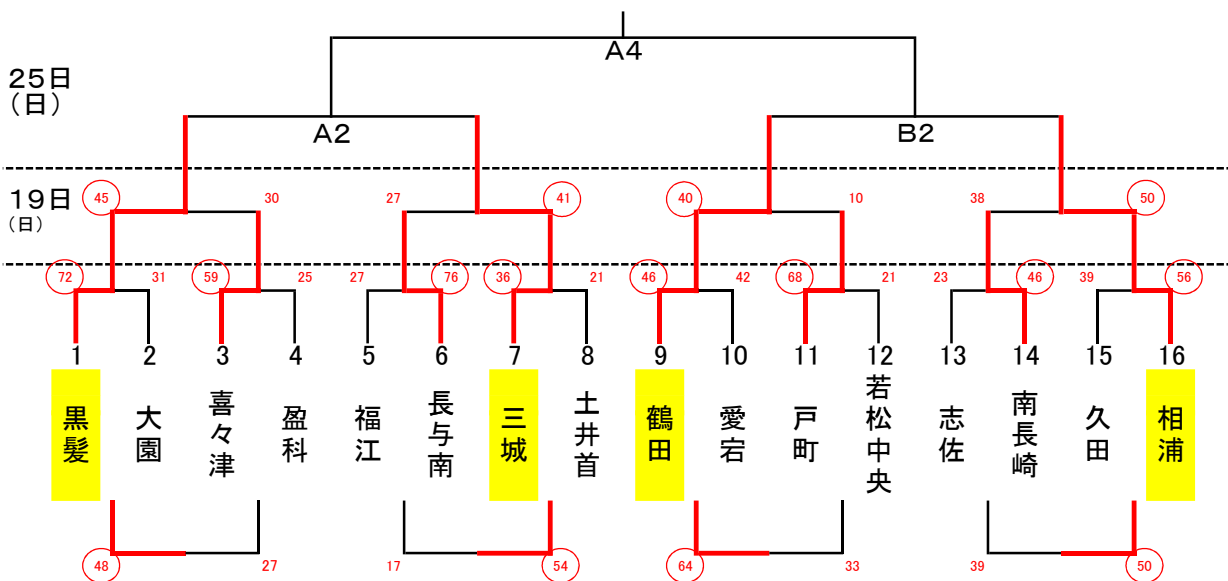 A4
25日
(日)
A2
B2
19日
(日)
45 30 27 41 40 10 38 50
72 31 59 25 27 76 36 21 46 42 68 21 23 46 39 56
1 2 3 4 5 6 7 8 9 10 11 12 13 14 15 16
黒髪
大園
喜々津
盈科
福江
長与南
三城
土井首
鶴田
愛宕
戸町
若松中央
志佐
南長崎
久田
相浦
48 27 17 54 64 33 39 50